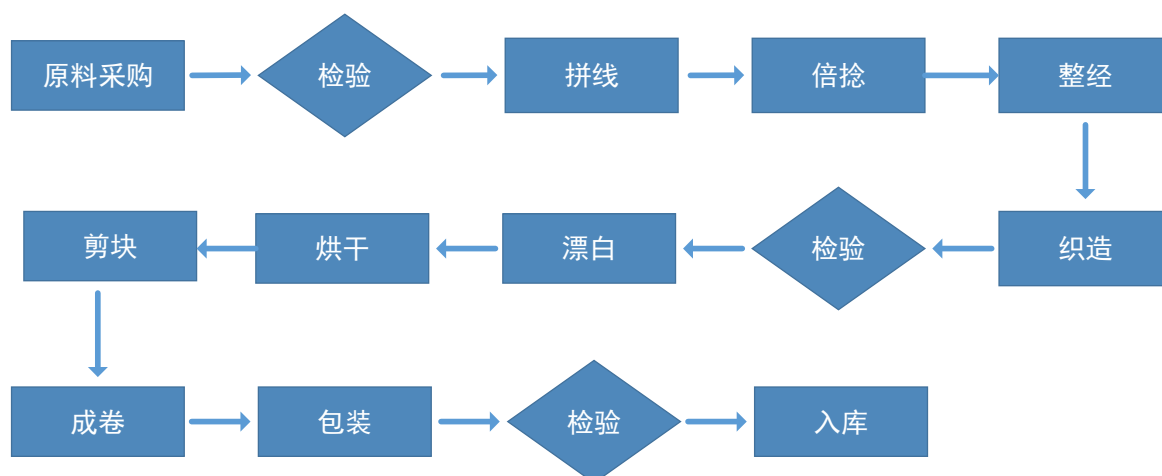 原料采购
检验
拼线
倍捻
整经
织造
检验
漂白
烘干
剪块
成卷
包装
检验
入库